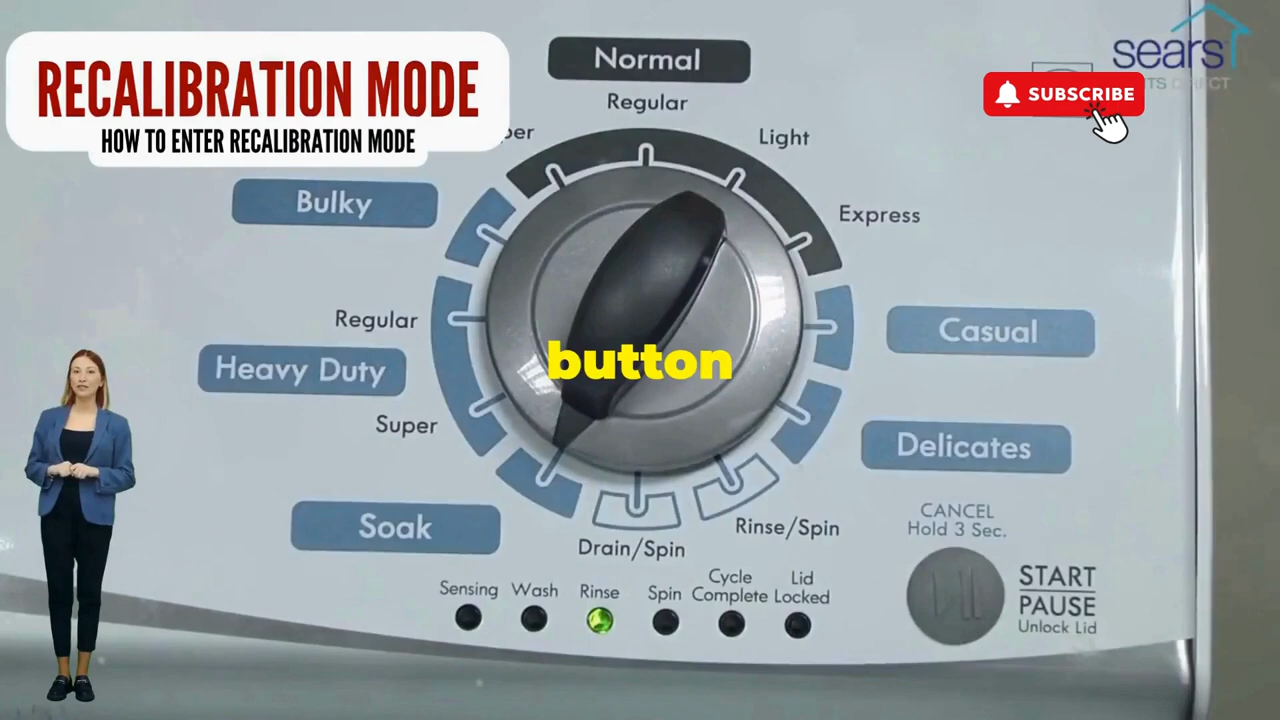 RECALIBRATION MODE
HOW TO ENTER RECALIBRATION MODE
sears
SUBSCRIBE
Normal
Regular
Light
Express
Bulky
Regular
Heavy Duty
Super
Casual
button
Delicates
Soak
Drain/Spin
Rinse/Spin
CANCEL
Hold 3 Sec.
Sensing
Wash
Rinse
Spin
Cycle
Complete
Lid
Locked
START
PAUSE
Unlock Lid